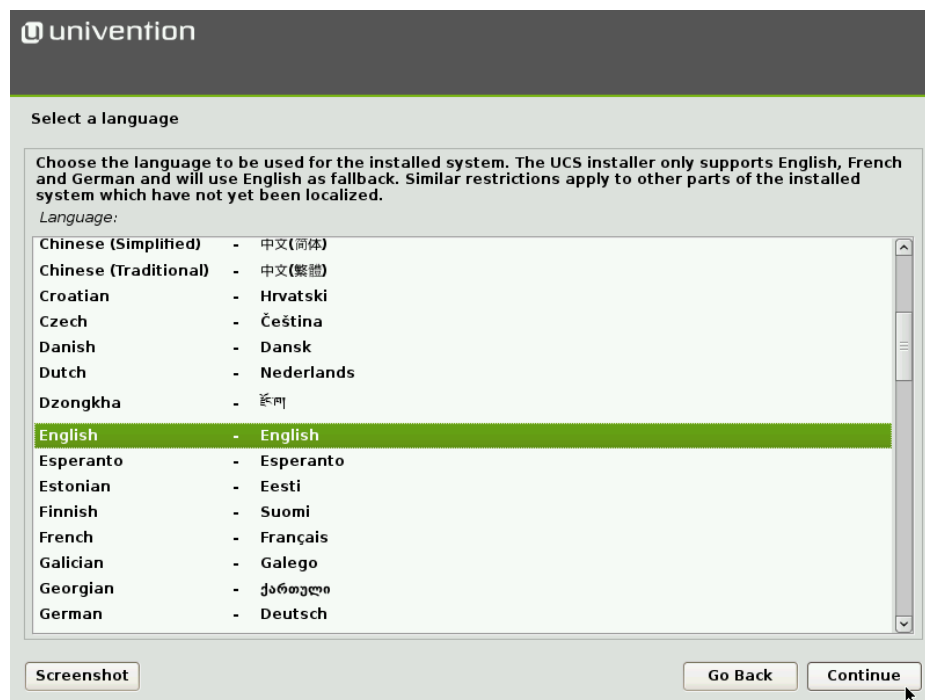 univention
Select a language
Choose the language to be used for the installed system. The UCS installer only supports English, French
and German and will use English as fallback. Similar restrictions apply to other parts of the installed
system which have not yet been localized.
Language:
Chinese (Simplified) - 中文(简体)
Chinese (Traditional) - 中文(繁體)
Croatian - Hrvatski
Czech - Čeština
Danish - Dansk
Dutch - Nederlands
Dzongkha - རྫོང་ཁ།
English - English
Esperanto - Esperanto
Estonian - Eesti
Finnish - Suomi
French - Français
Galician - Galego
Georgian - ქართული
German - Deutsch
Screenshot Go Back Continue